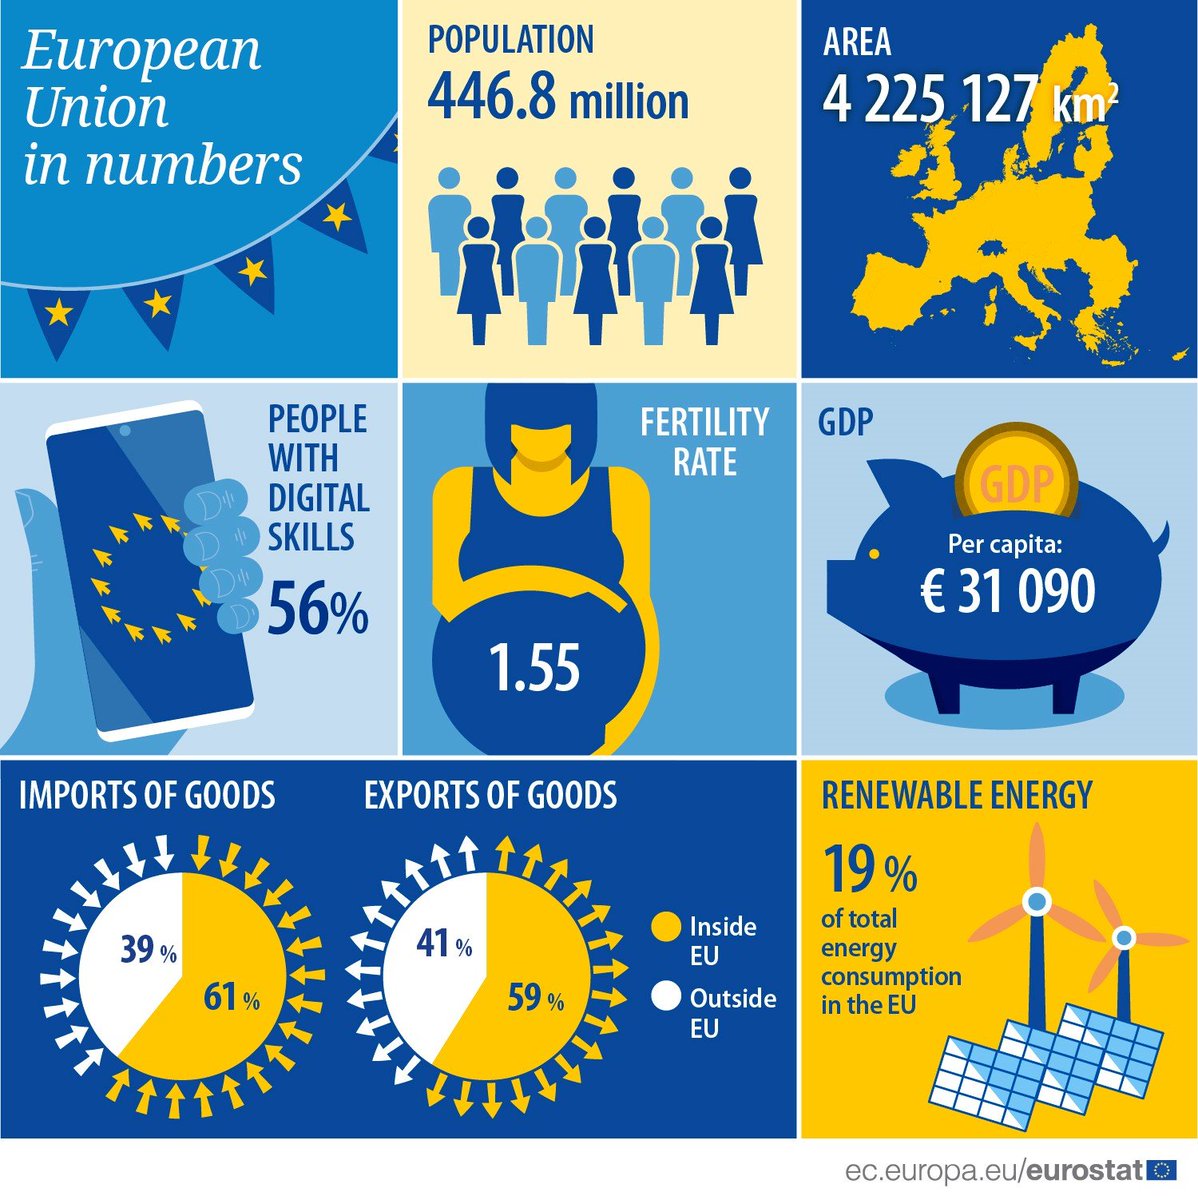 European
Union
in numbers
POPULATION
446.8 million
AREA
4 225 127 km²
PEOPLE
WITH
DIGITAL
SKILLS
56%
FERTILITY
RATE
1.55
GDP
GDP
Per capita:
€ 31 090
IMPORTS OF GOODS
39 %
61 %
EXPORTS OF GOODS
41 %
59 %
Inside
EU
Outside
EU
RENEWABLE ENERGY
19 %
of total
energy
consumption
in the EU
ec.europa.eu/eurostat